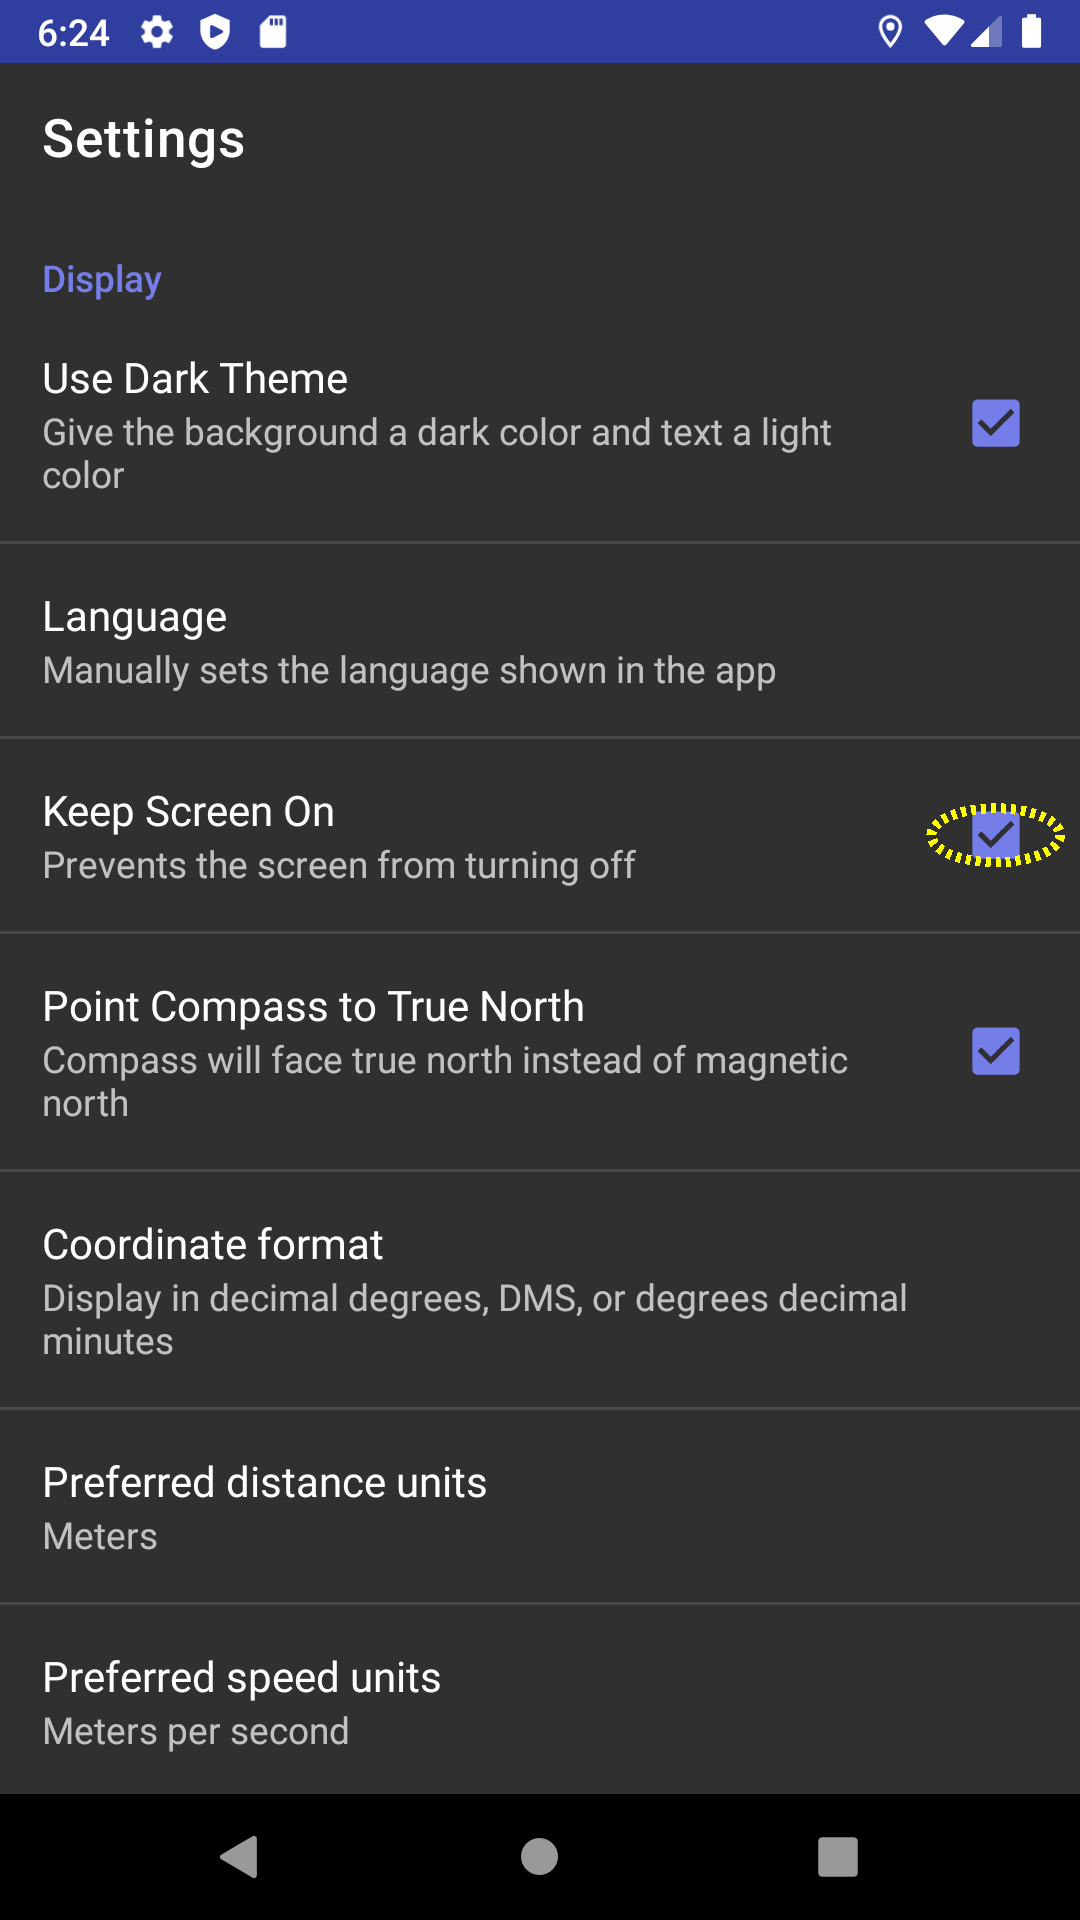 6:24
Settings
Display
Use Dark Theme
Give the background a dark color and text a light
color
Language
Manually sets the language shown in the app
Keep Screen On
Prevents the screen from turning off
Point Compass to True North
Compass will face true north instead of magnetic
north
Coordinate format
Display in decimal degrees, DMS, or degrees decimal
minutes
Preferred distance units
Meters
Preferred speed units
Meters per second